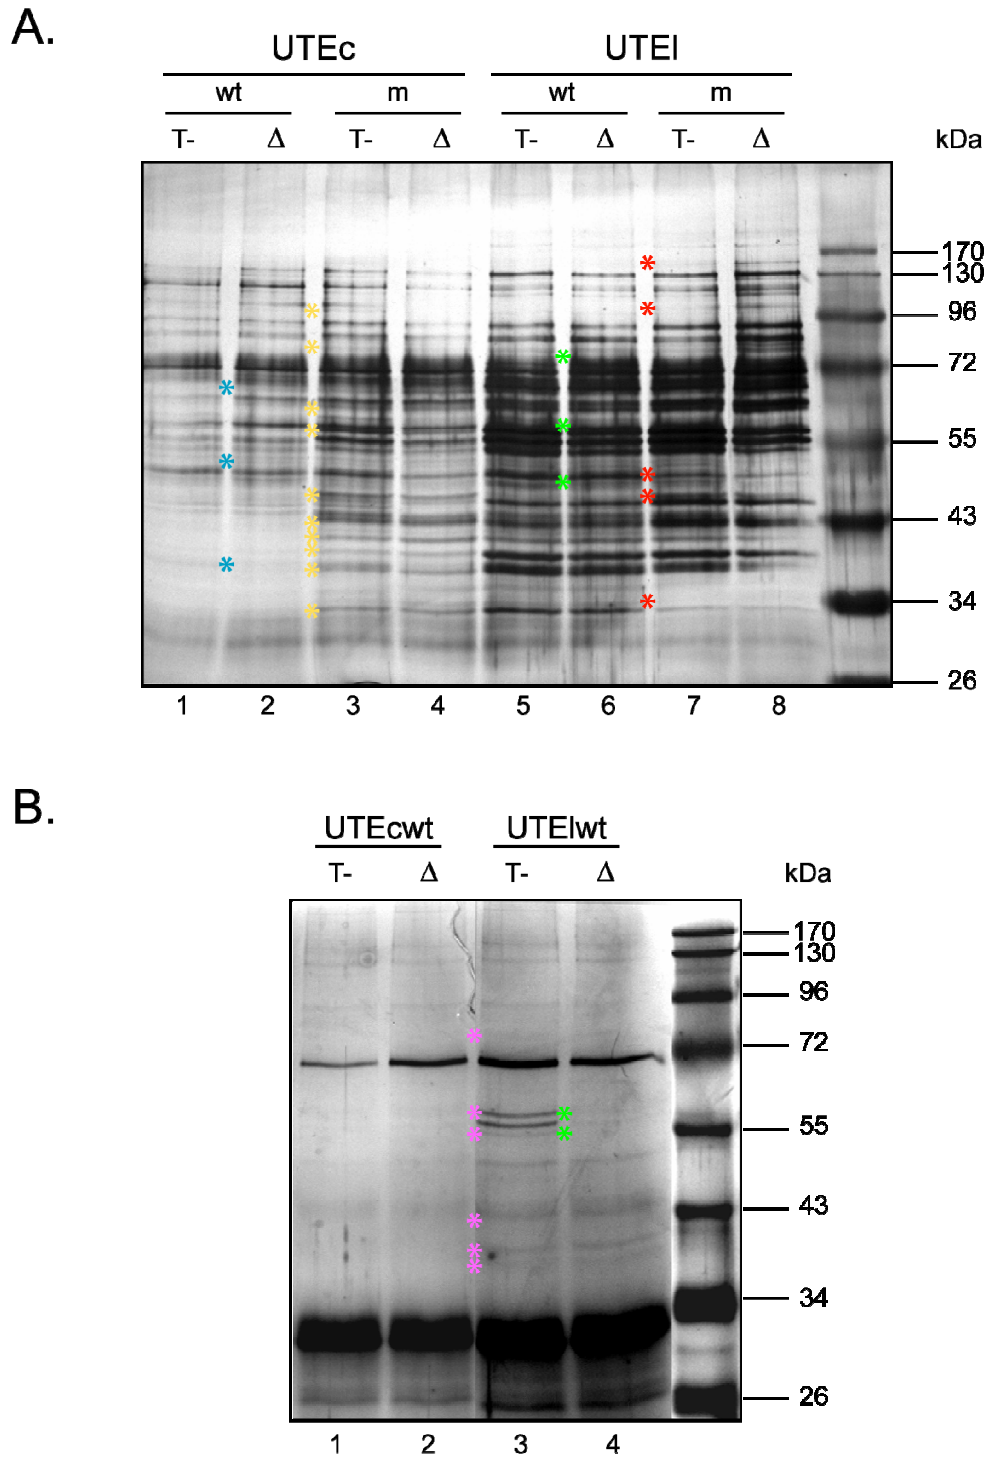 A.
UTEc UTEl
wt m wt m
T- Δ T- Δ T- Δ T- Δ kDa
170
130
96
72
55
43
34
26
1 2 3 4 5 6 7 8
B.
UTEcwt UTElwt
T- Δ T- Δ kDa
170
130
96
72
55
43
34
26
1 2 3 4